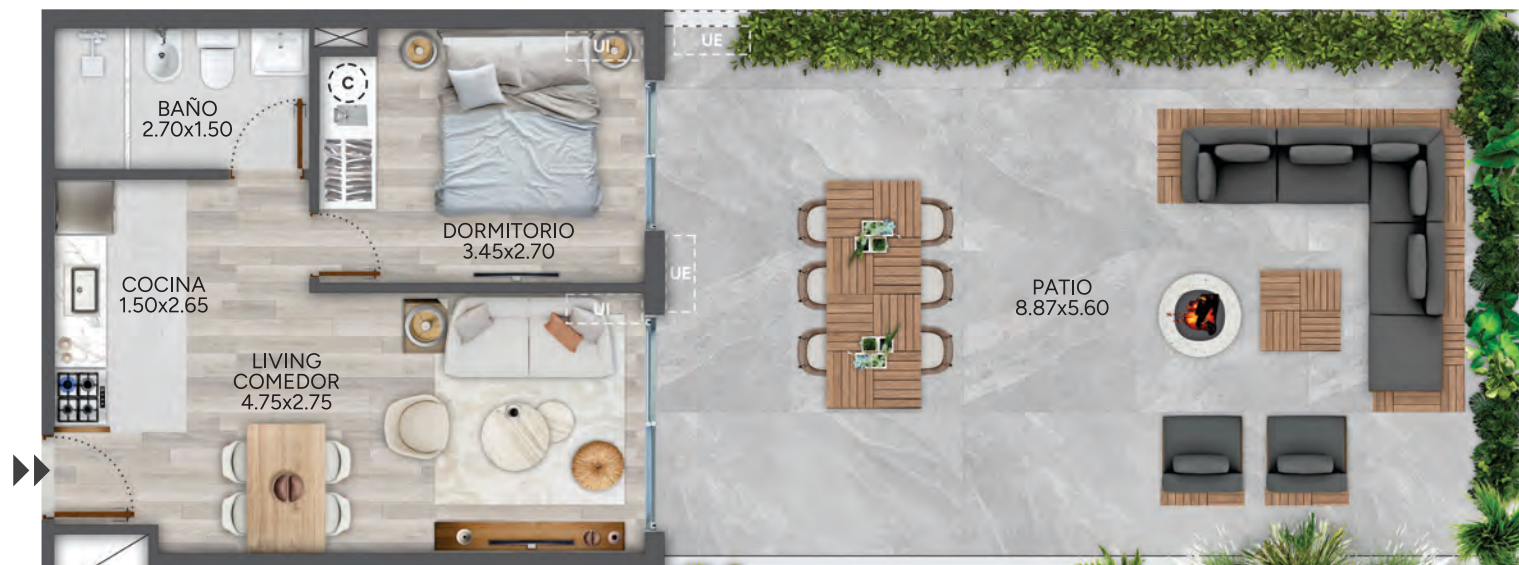 BAÑO
2.70x1.50
C
UI
UE
DORMITORIO
3.45x2.70
COCINA
1.50x2.65
UE
UI
PATIO
8.87x5.60
LIVING
COMEDOR
4.75x2.75